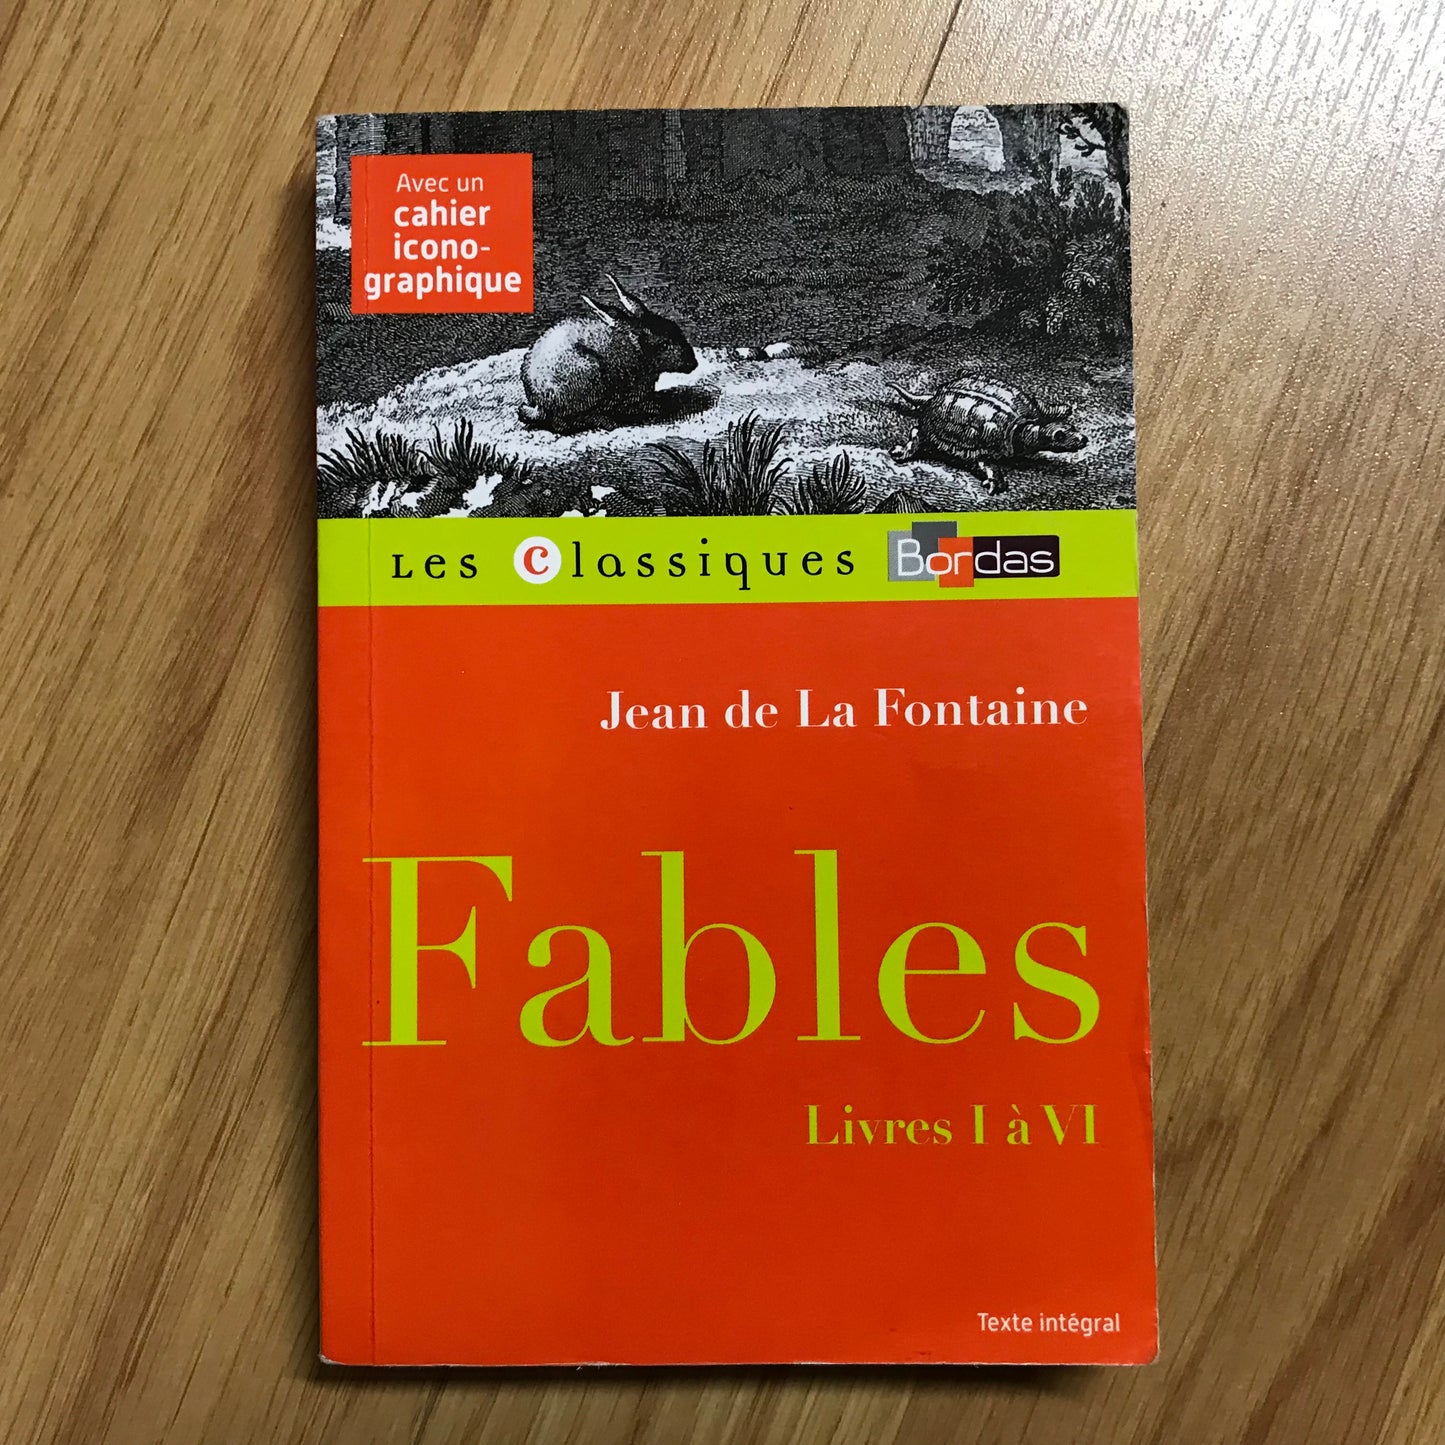 Avec un
cahier
icono-
graphique
Les Classiques Bordas
Jean de La Fontaine
Fables
Livres I à VI
Texte intégral